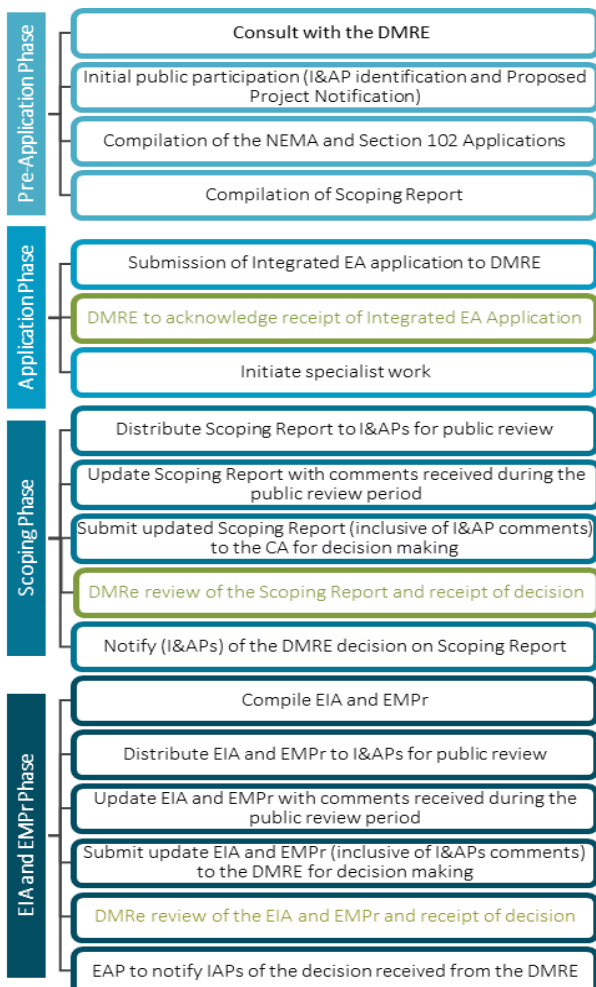 Pre-Application Phase
Consult with the DMRE
Initial public participation (I&AP identification and Proposed
Project Notification)
Compilation of the NEMA and Section 102 Applications
Compilation of Scoping Report
Application Phase
Submission of Integrated EA application to DMRE
DMRE to acknowledge receipt of Integrated EA Application
Initiate specialist work
Scoping Phase
Distribute Scoping Report to I&APs for public review
Update Scoping Report with comments received during the
public review period
Submit updated Scoping Report (inclusive of I&AP comments)
to the CA for decision making
DMRe review of the Scoping Report and receipt of decision
Notify (I&APs) of the DMRE decision on Scoping Report
EIA and EMPr Phase
Compile EIA and EMPr
Distribute EIA and EMPr to I&APs for public review
Update EIA and EMPr with comments received during the
public review period
Submit update EIA and EMPr (inclusive of I&APs comments)
to the DMRE for decision making
DMRe review of the EIA and EMPr and receipt of decision
EAP to notify IAPs of the decision received from the DMRE